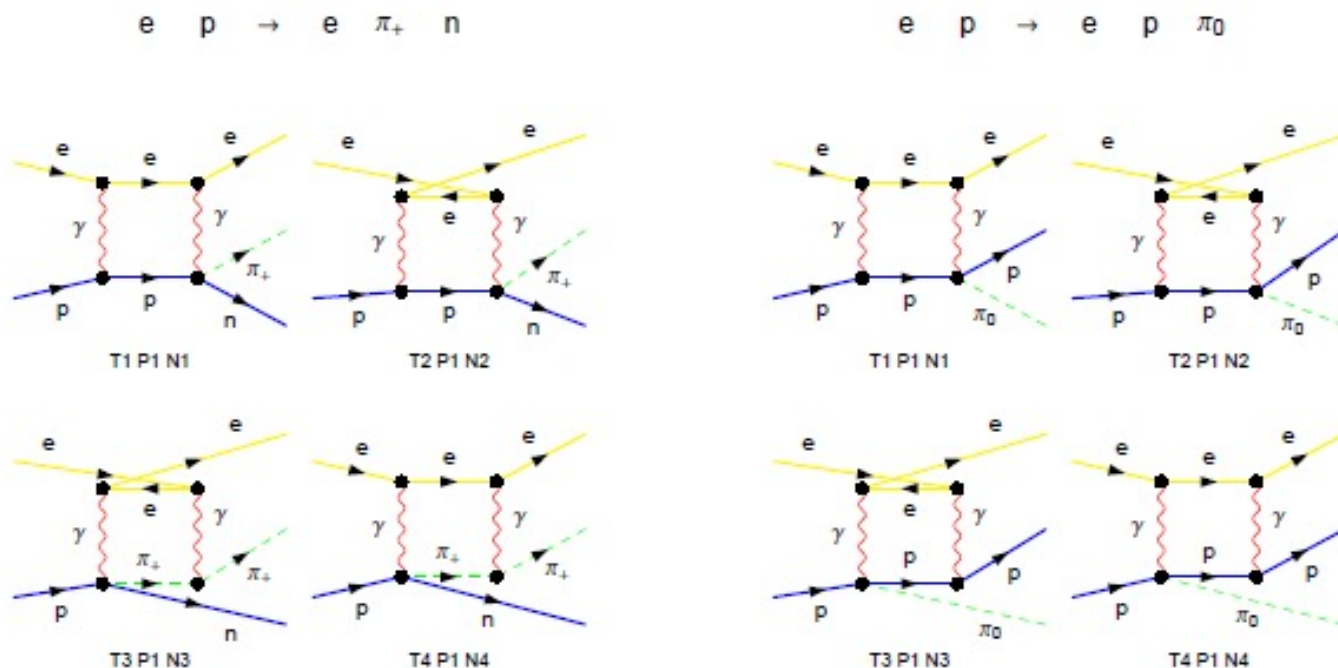 e p → e π₊ n
e p → e p π₀
e e e
γ γ
p p π₊ n
T1 P1 N1
e e e
γ γ
p p π₊ n
T2 P1 N2
e e e
γ γ
p p p π₀
T1 P1 N1
e e e
γ γ
p p p π₀
T2 P1 N2
e e e
γ γ
p π₊ π₊ n
T3 P1 N3
e e e
γ γ
p π₊ π₊ n
T4 P1 N4
e e e
γ γ
p p p π₀
T3 P1 N3
e e e
γ γ
p p p π₀
T4 P1 N4